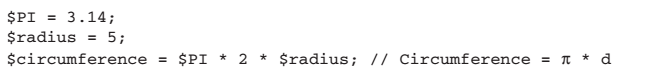 $PI = 3.14;
$radius = 5;
$circumference = $PI * 2 * $radius; // Circumference = π * d